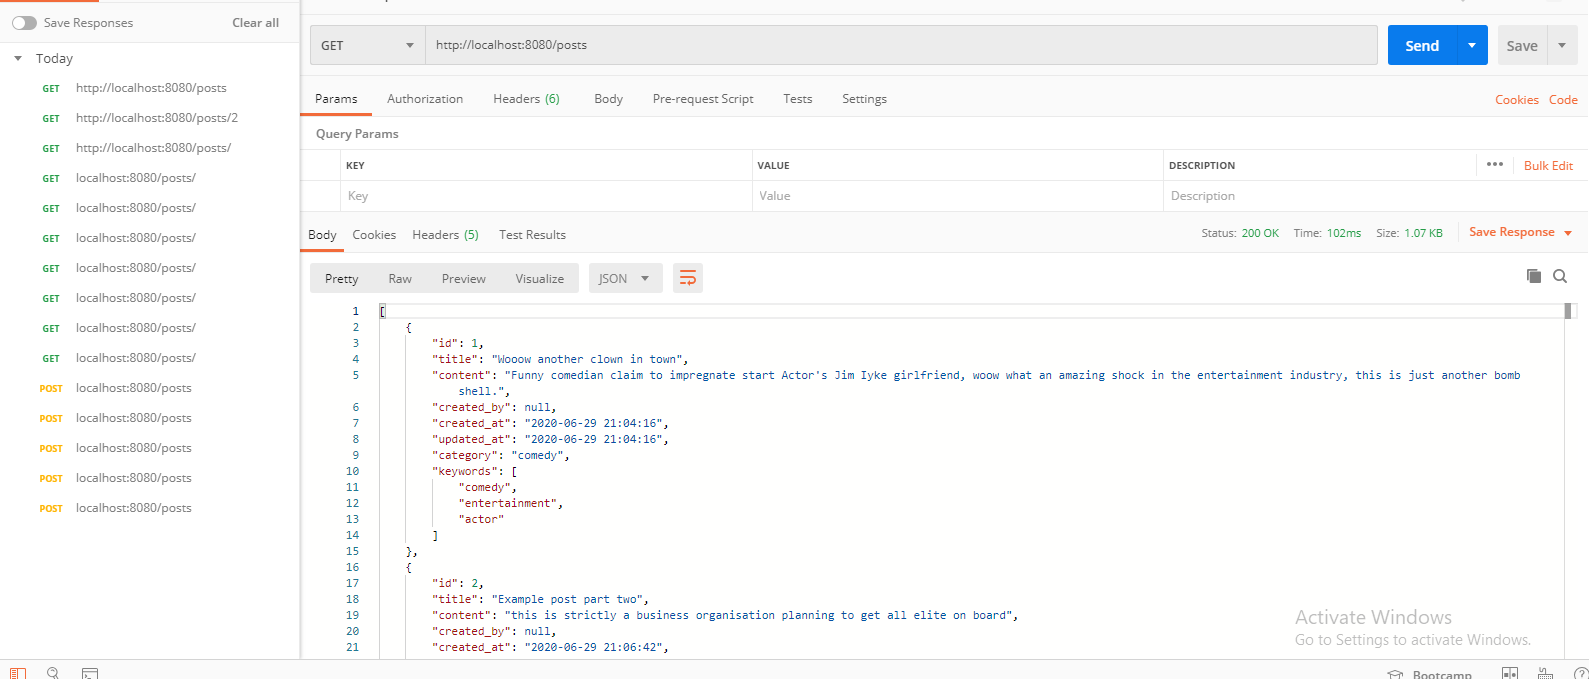 Save Responses Clear all
Today
GET http://localhost:8080/posts
GET http://localhost:8080/posts/2
GET http://localhost:8080/posts/
GET localhost:8080/posts/
GET localhost:8080/posts/
GET localhost:8080/posts/
GET localhost:8080/posts/
GET localhost:8080/posts/
GET localhost:8080/posts/
GET localhost:8080/posts/
POST localhost:8080/posts
POST localhost:8080/posts
POST localhost:8080/posts
POST localhost:8080/posts
POST localhost:8080/posts
GET http://localhost:8080/posts Send Save
Params Authorization Headers (6) Body Pre-request Script Tests Settings Cookies Code
Query Params
KEY VALUE DESCRIPTION ••• Bulk Edit
Key Value Description
Body Cookies Headers (5) Test Results Status: 200 OK Time: 102ms Size: 1.07 KB Save Response
Pretty Raw Preview Visualize JSON
1 [
2 {
3 "id": 1,
4 "title": "Wooow another clown in town",
5 "content": "Funny comedian claim to impregnate start Actor's Jim Iyke girlfriend, woow what an amazing shock in the entertainment industry, this is just another bomb
shell.",
6 "created_by": null,
7 "created_at": "2020-06-29 21:04:16",
8 "updated_at": "2020-06-29 21:04:16",
9 "category": "comedy",
10 "keywords": [
11 "comedy",
12 "entertainment",
13 "actor"
14 ]
15 },
16 {
17 "id": 2,
18 "title": "Example post part two",
19 "content": "this is strictly a business organisation planning to get all elite on board",
20 "created_by": null,
21 "created_at": "2020-06-29 21:06:42",
Activate Windows
Go to Settings to activate Windows.
Bootcamp